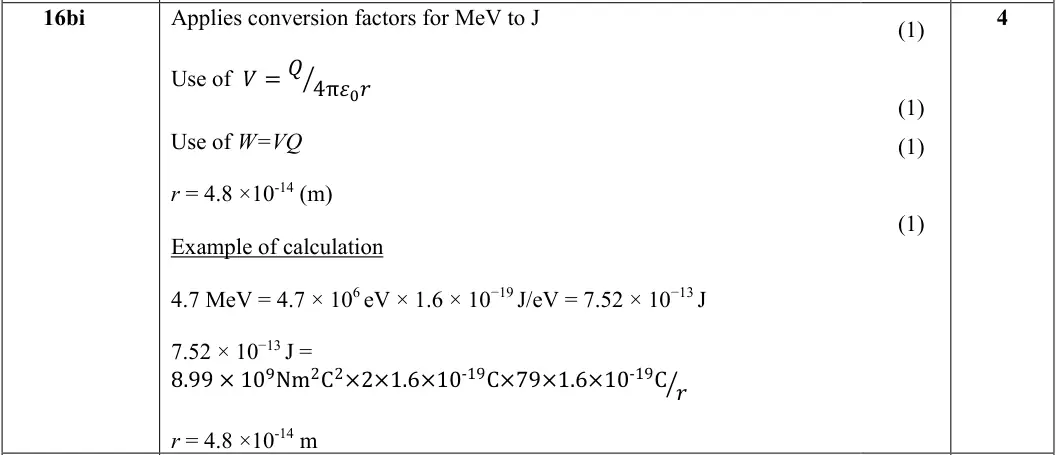 16bi Applies conversion factors for MeV to J (1) 4
Use of V = Q/4πε₀r (1)
Use of W=VQ (1)
r = 4.8 ×10⁻¹⁴ (m) (1)
Example of calculation
4.7 MeV = 4.7 × 10⁶ eV × 1.6 × 10⁻¹⁹ J/eV = 7.52 × 10⁻¹³ J
7.52 × 10⁻¹³ J =
8.99 × 10⁹Nm²C²×2×1.6×10⁻¹⁹C×79×1.6×10⁻¹⁹C/r
r = 4.8 ×10⁻¹⁴ m